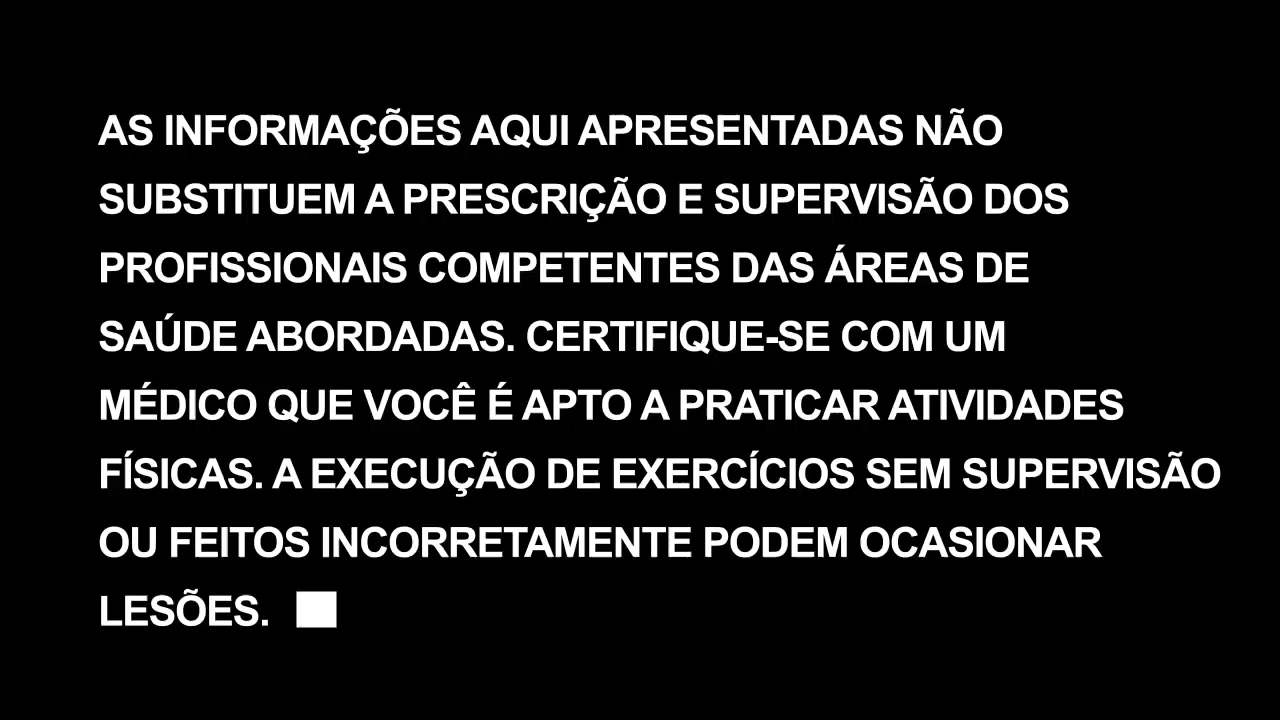 AS INFORMAÇÕES AQUI APRESENTADAS NÃO
SUBSTITUEM A PRESCRIÇÃO E SUPERVISÃO DOS
PROFISSIONAIS COMPETENTES DAS ÁREAS DE
SAÚDE ABORDADAS. CERTIFIQUE-SE COM UM
MÉDICO QUE VOCÊ É APTO A PRATICAR ATIVIDADES
FÍSICAS. A EXECUÇÃO DE EXERCÍCIOS SEM SUPERVISÃO
OU FEITOS INCORRETAMENTE PODEM OCASIONAR
LESÕES.